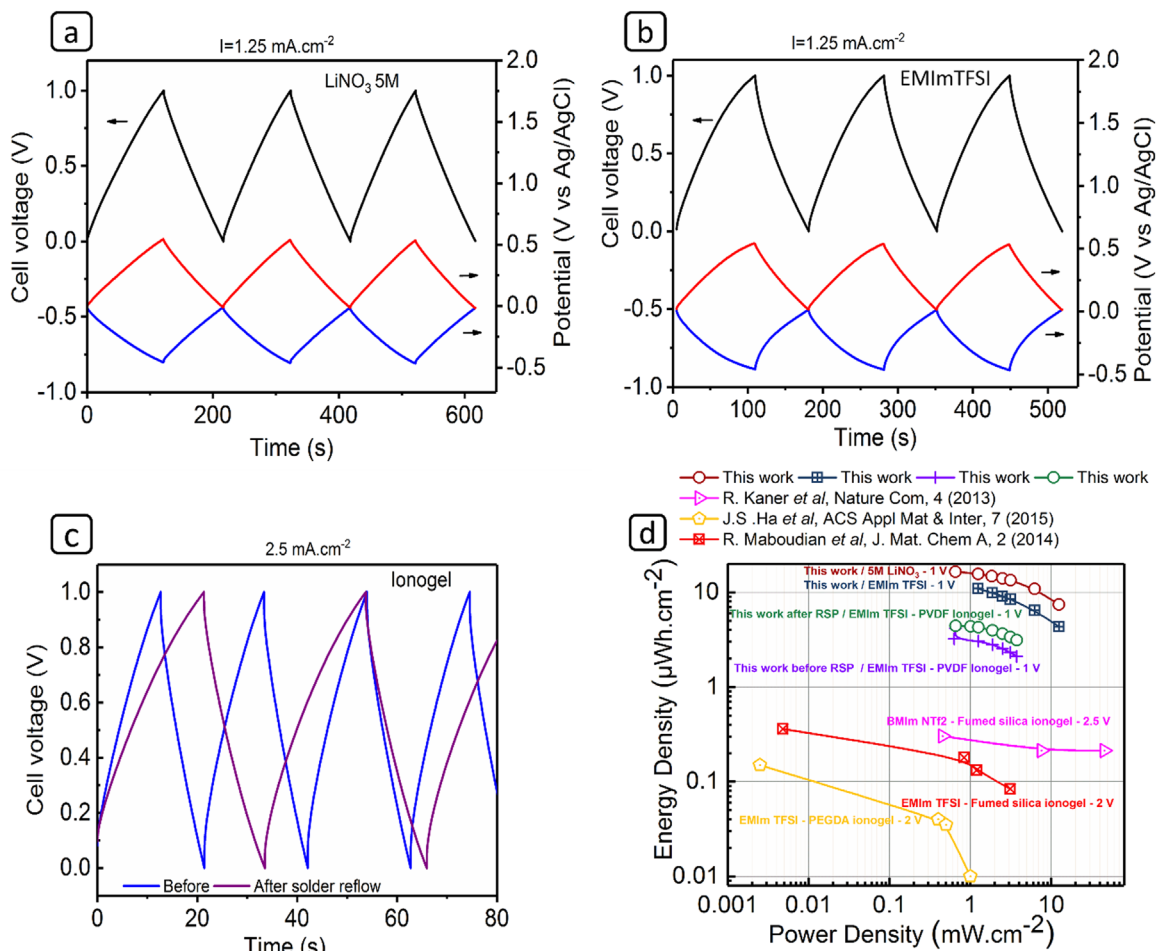 a
I=1.25 mA.cm-2
LiNO3 5M
Cell voltage (V)
1.0
0.5
0.0
-0.5
-1.0
2.0
1.5
1.0
0.5
0.0
-0.5
Potential (V vs Ag/AgCl)
0
200
400
600
Time (s)
b
I=1.25 mA.cm-2
EMImTFSI
Cell voltage (V)
1.0
0.5
0.0
-0.5
-1.0
2.0
1.5
1.0
0.5
0.0
-0.5
Potential (V vs Ag/AgCl)
0
100
200
300
400
500
Time (s)
c
2.5 mA.cm-2
Ionogel
Cell voltage (V)
1.0
0.8
0.6
0.4
0.2
0.0
Before
After solder reflow
0
20
40
60
80
Time (s)
This work This work This work This work
R. Kaner et al, Nature Com, 4 (2013)
J.S .Ha et al, ACS Appl Mat & Inter, 7 (2015)
R. Maboudian et al, J. Mat. Chem A, 2 (2014)
d
Energy Density (µWh.cm-2)
10
1
0.1
0.01
This work / 5M LiNO3 - 1 V
This work / EMIm TFSI - 1 V
This work after RSP / EMIm TFSI - PVDF Ionogel - 1 V
This work before RSP / EMIm TFSI - PVDF Ionogel - 1 V
BMIm NTf2 - Fumed silica ionogel - 2.5 V
EMIm TFSI - Fumed silica ionogel - 2 V
EMIm TFSI - PEGDA ionogel - 2 V
0.001
0.01
0.1
1
10
Power Density (mW.cm-2)